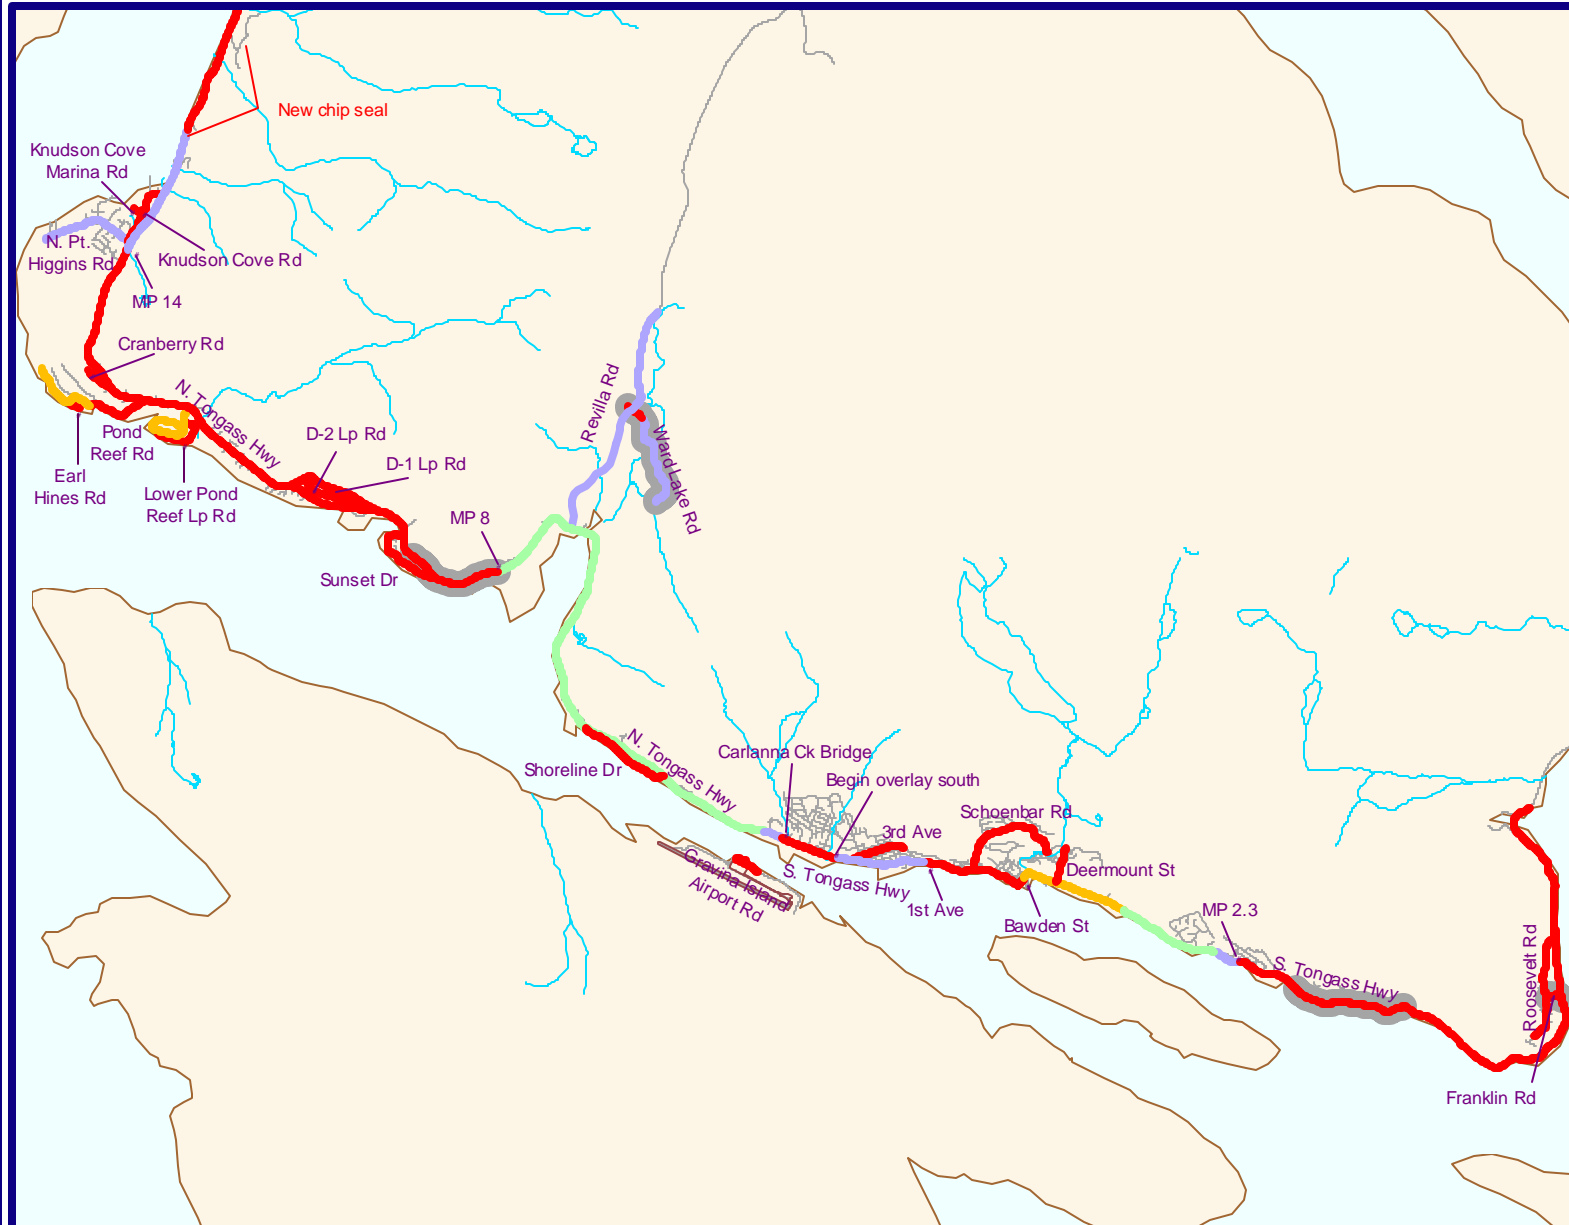 New chip seal
Knudson Cove
Marina Rd
N. Pt.
Higgins Rd
Knudson Cove Rd
MP 14
Cranberry Rd
N. Tongass Hwy
Pond
Reef Rd
Earl
Hines Rd
Lower Pond
Reef Lp Rd
D-2 Lp Rd
D-1 Lp Rd
Revilla Rd
Ward Lake Rd
MP 8
Sunset Dr
Shoreline Dr
N. Tongass Hwy
Carlanna Ck Bridge
Begin overlay south
3rd Ave
Schoenbar Rd
Gravina Island
Airport Rd
S. Tongass Hwy
1st Ave
Deermount St
Bawden St
MP 2.3
S. Tongass Hwy
Roosevelt Rd
Franklin Rd